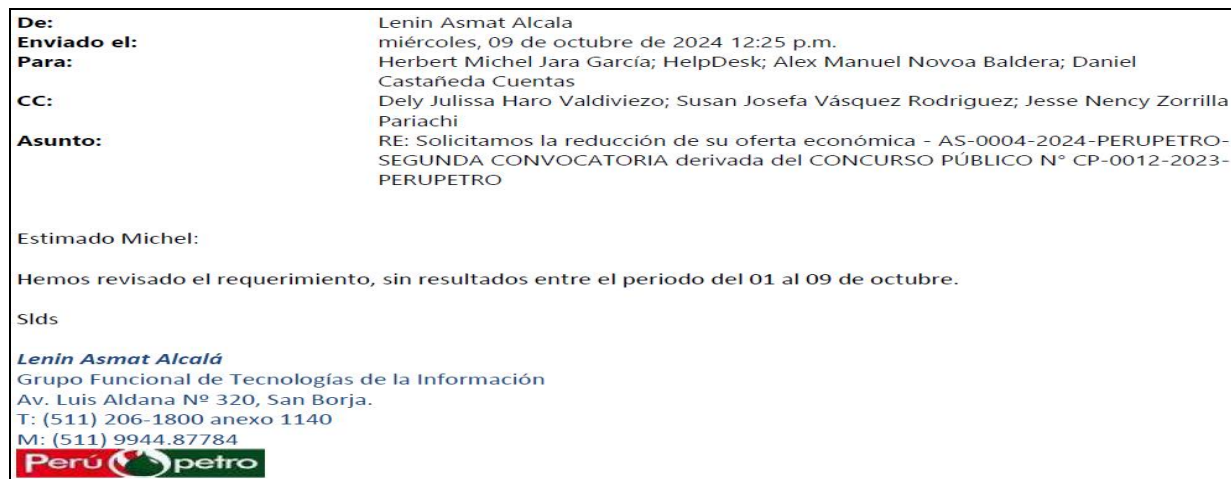 De: Lenin Asmat Alcala
Enviado el: miércoles, 09 de octubre de 2024 12:25 p.m.
Para: Herbert Michel Jara García; HelpDesk; Alex Manuel Novoa Baldera; Daniel
Castañeda Cuentas
CC: Dely Julissa Haro Valdiviezo; Susan Josefa Vásquez Rodriguez; Jesse Nency Zorrilla
Pariachi
Asunto: RE: Solicitamos la reducción de su oferta económica - AS-0004-2024-PERUPETRO-
SEGUNDA CONVOCATORIA derivada del CONCURSO PÚBLICO N° CP-0012-2023-
PERUPETRO
Estimado Michel:
Hemos revisado el requerimiento, sin resultados entre el periodo del 01 al 09 de octubre.
Slds
Lenin Asmat Alcalá
Grupo Funcional de Tecnologías de la Información
Av. Luis Aldana Nº 320, San Borja.
T: (511) 206-1800 anexo 1140
M: (511) 9944.87784
Perú petro